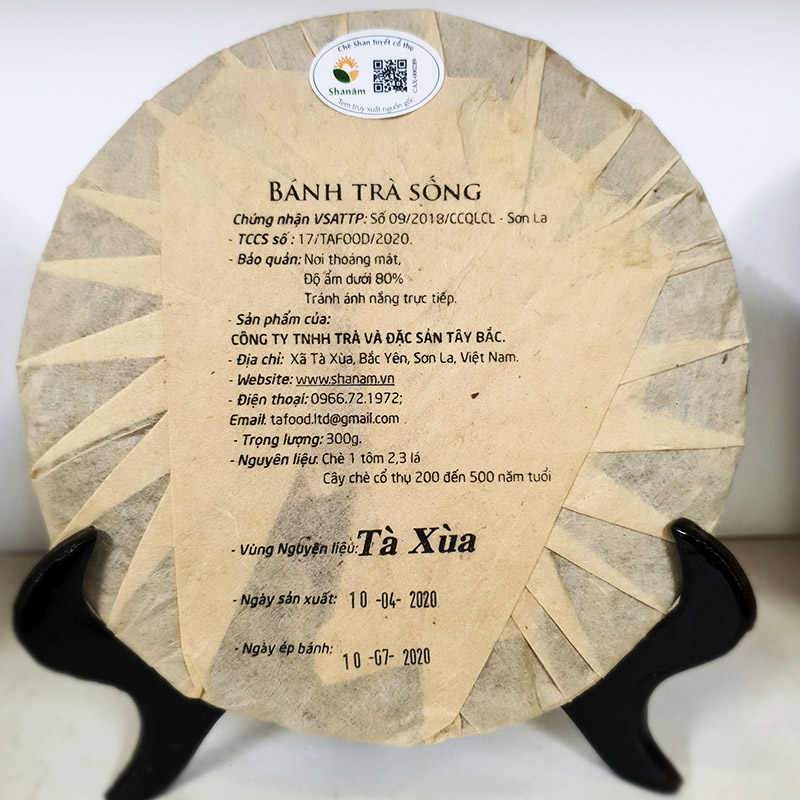 Chè Shan tuyết cổ thụ
Shanâm
CAX-000289
Tem truy xuất nguồn gốc
BÁNH TRÀ SỐNG
Chứng nhận VSATTP: Số 09/2018/CCQLCL - Sơn La
- TCCS số : 17/TAFOOD/2020.
- Bảo quản: Nơi thoáng mát,
Độ ẩm dưới 80%
Tránh ánh nắng trực tiếp.
- Sản phẩm của:
CÔNG TY TNHH TRÀ VÀ ĐẶC SẢN TÂY BẮC.
- Địa chỉ: Xã Tà Xùa, Bắc Yên, Sơn La, Việt Nam.
- Website: www.shanam.vn
- Điện thoại: 0966.72.1972;
Email: tafood.ltd@gmail.com
- Trọng lượng: 300g.
- Nguyên liệu: Chè 1 tôm 2,3 lá
Cây chè cổ thụ 200 đến 500 năm tuổi
- Vùng Nguyên liệu: Tà Xùa
- Ngày sản xuất: 10 -04- 2020
- Ngày ép bánh: 10 -07- 2020